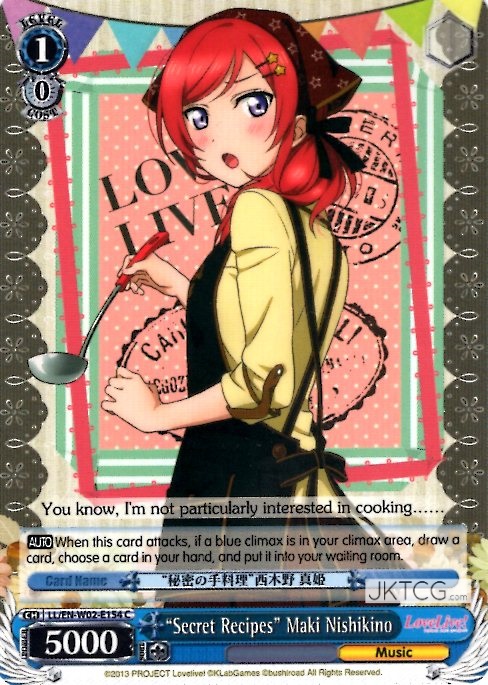 LEVEL
1
0
COST
LOVE
LIVE
You know, I'm not particularly interested in cooking......
AUTO When this card attacks, if a blue climax is in your climax area, draw a
card, choose a card in your hand, and put it into your waiting room.
Card Name
"秘密の手料理"西木野 真姫
JKTCG.com
CH LL/EN-W02-E154 C
POWER
5000
SOUL
"Secret Recipes" Maki Nishikino
LoveLive!
Music
©2013 PROJECT Lovelive! ©KLabGames ©bushiroad All Rights Reserved.